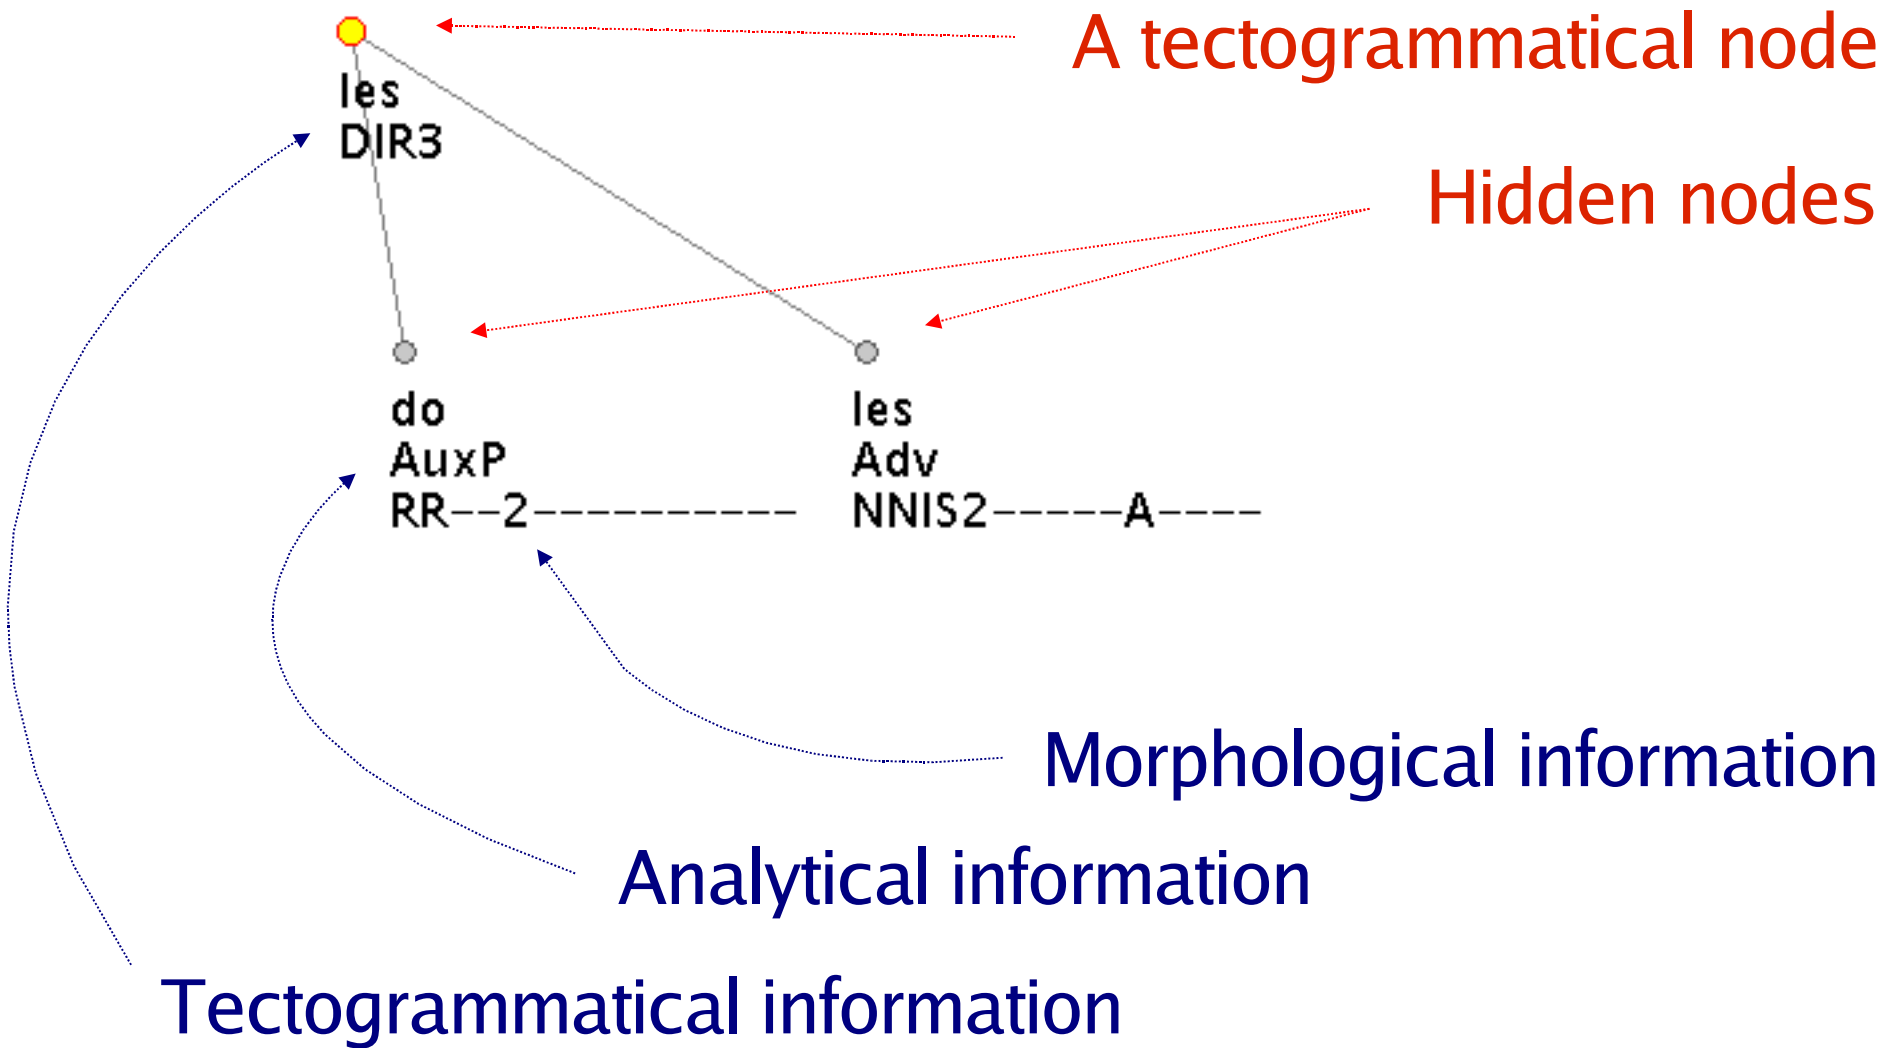 A tectogrammatical node
les
DIR3
Hidden nodes
do
AuxP
RR--2----------
les
Adv
NNIS2-----A----
Morphological information
Analytical information
Tectogrammatical information